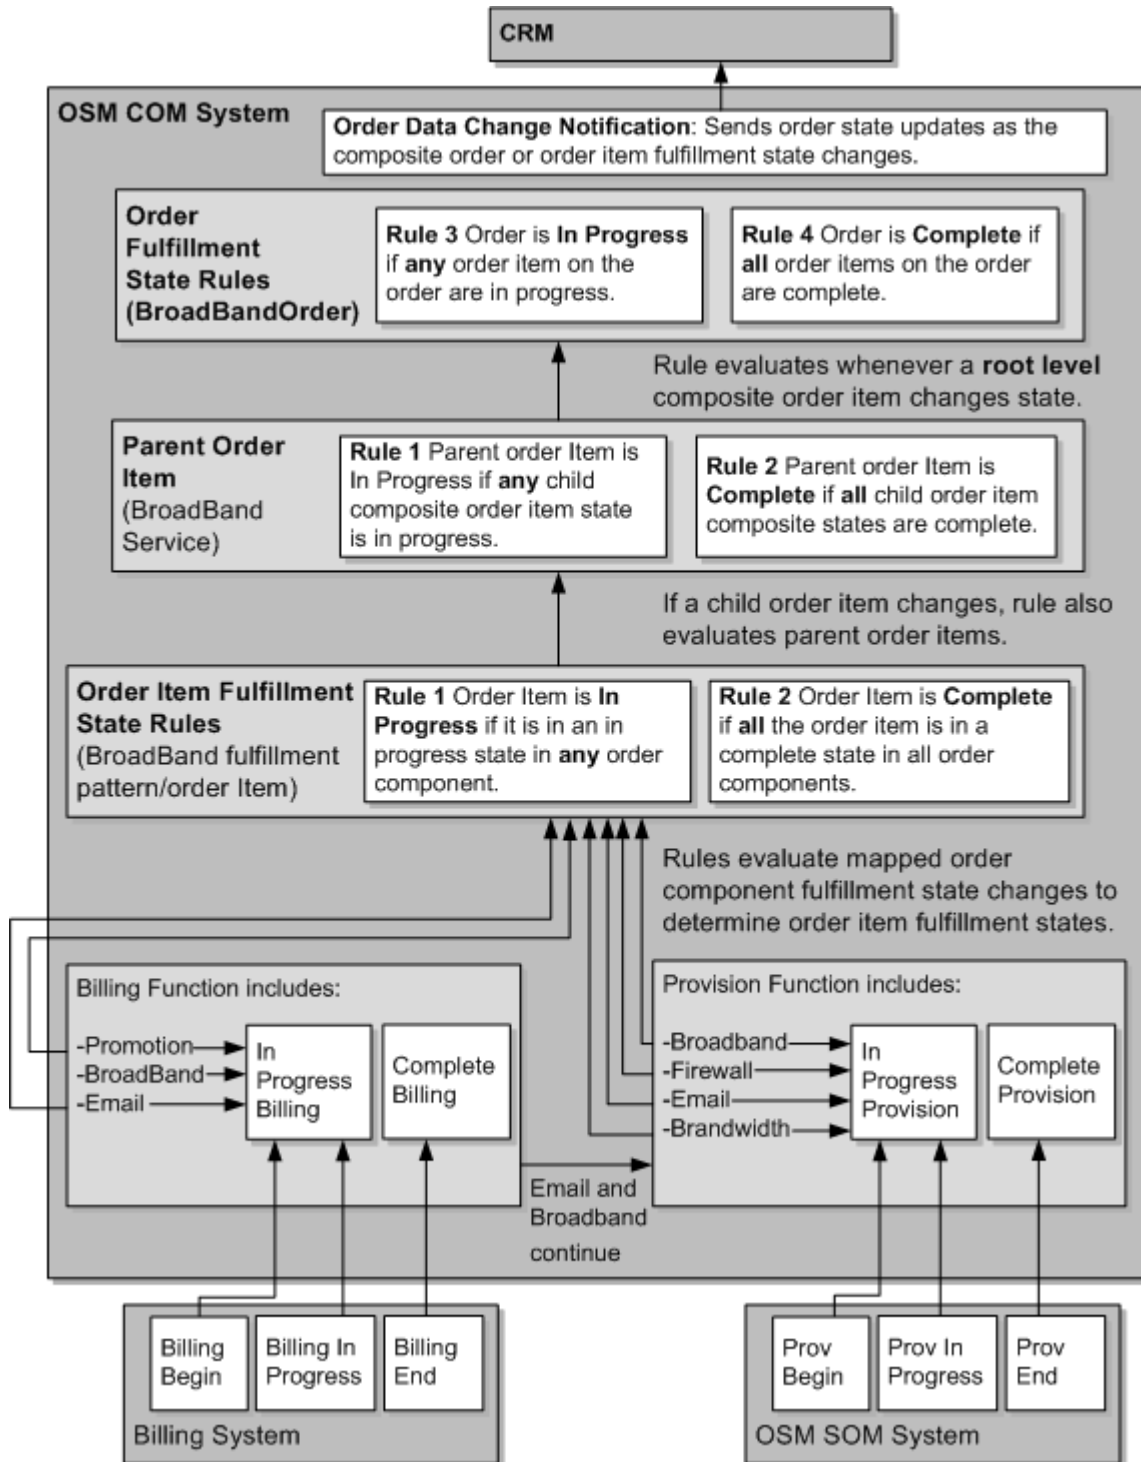 CRM
OSM COM System
Order Data Change Notification: Sends order state updates as the
composite order or order item fulfillment state changes.
Order
Fulfillment
State Rules
(BroadBandOrder)
Rule 3 Order is In Progress
if any order item on the
order are in progress.
Rule 4 Order is Complete if
all order items on the order
are complete.
Rule evaluates whenever a root level
composite order item changes state.
Parent Order
Item
(BroadBand
Service)
Rule 1 Parent order Item is
In Progress if any child
composite order item state
is in progress.
Rule 2 Parent order Item is
Complete if all child order item
composite states are complete.
If a child order item changes, rule also
evaluates parent order items.
Order Item Fulfillment
State Rules
(BroadBand fulfillment
pattern/order Item)
Rule 1 Order Item is In
Progress if it is in an in
progress state in any order
component.
Rule 2 Order Item is Complete
if all the order item is in a
complete state in all order
components.
Rules evaluate mapped order
component fulfillment state changes to
determine order item fulfillment states.
Billing Function includes:
-Promotion
-BroadBand
-Email
In
Progress
Billing
Complete
Billing
Provision Function includes:
-Broadband
-Firewall
-Email
-Brandwidth
In
Progress
Provision
Complete
Provision
Email and
Broadband
continue
Billing
Begin
Billing In
Progress
Billing
End
Billing System
Prov
Begin
Prov In
Progress
Prov
End
OSM SOM System